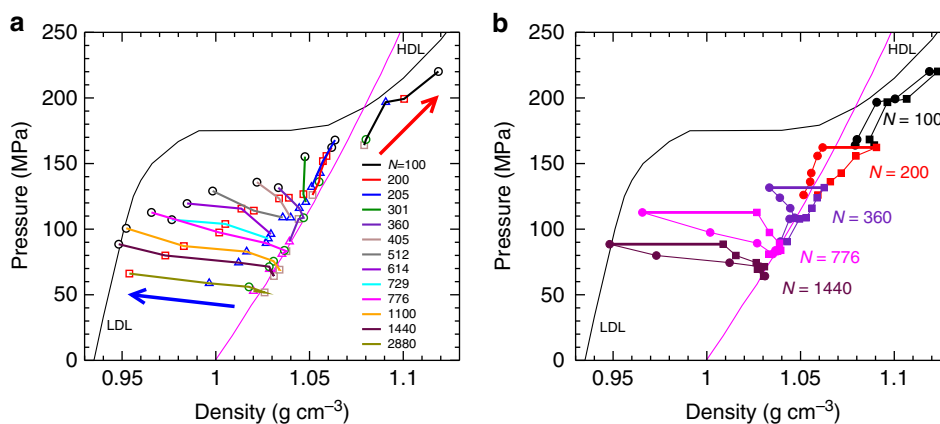 a
b
250
200
150
100
50
0
Pressure (MPa)
HDL
LDL
N=100
200
205
301
360
405
512
614
729
776
1100
1440
2880
0.95
1
1.05
1.1
Density (g cm⁻³)
250
200
150
100
50
0
Pressure (MPa)
HDL
N = 100
N = 200
N = 360
N = 776
N = 1440
LDL
0.95
1.00
1.05
1.1
Density (g cm⁻³)